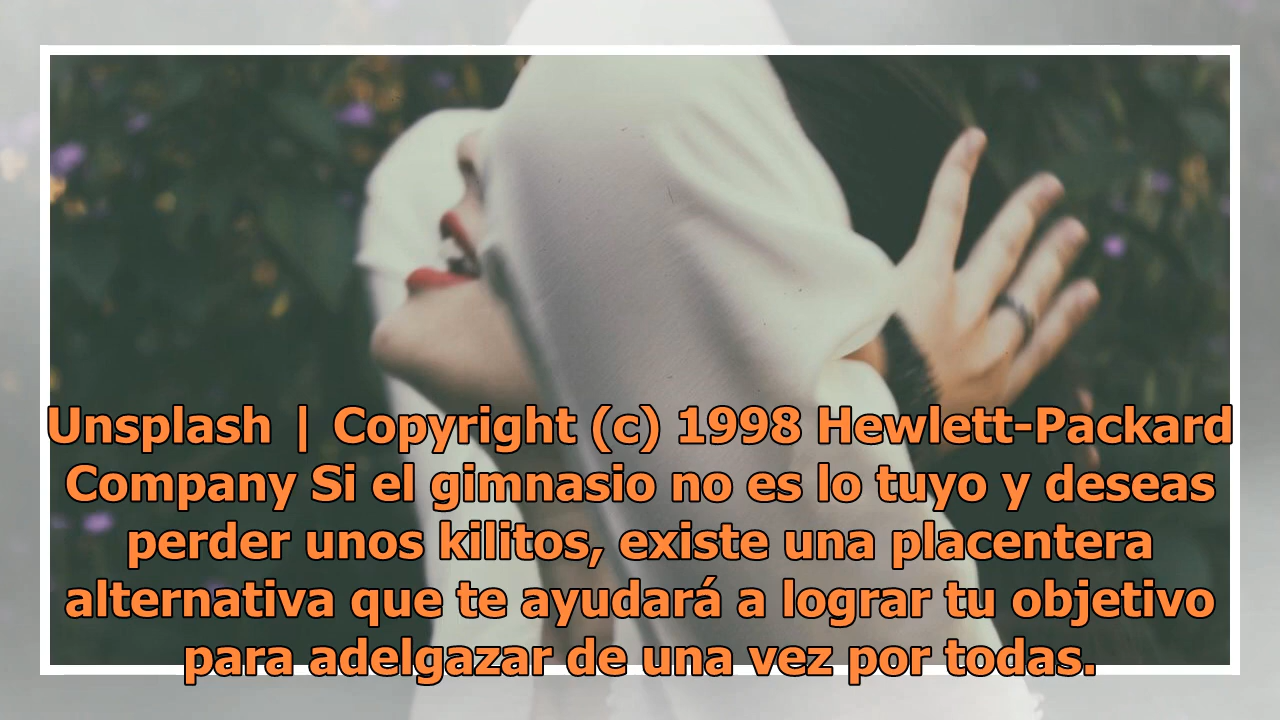 Unsplash | Copyright (c) 1998 Hewlett-Packard
Company Si el gimnasio no es lo tuyo y deseas
perder unos kilitos, existe una placentera
alternativa que te ayudará a lograr tu objetivo
para adelgazar de una vez por todas.